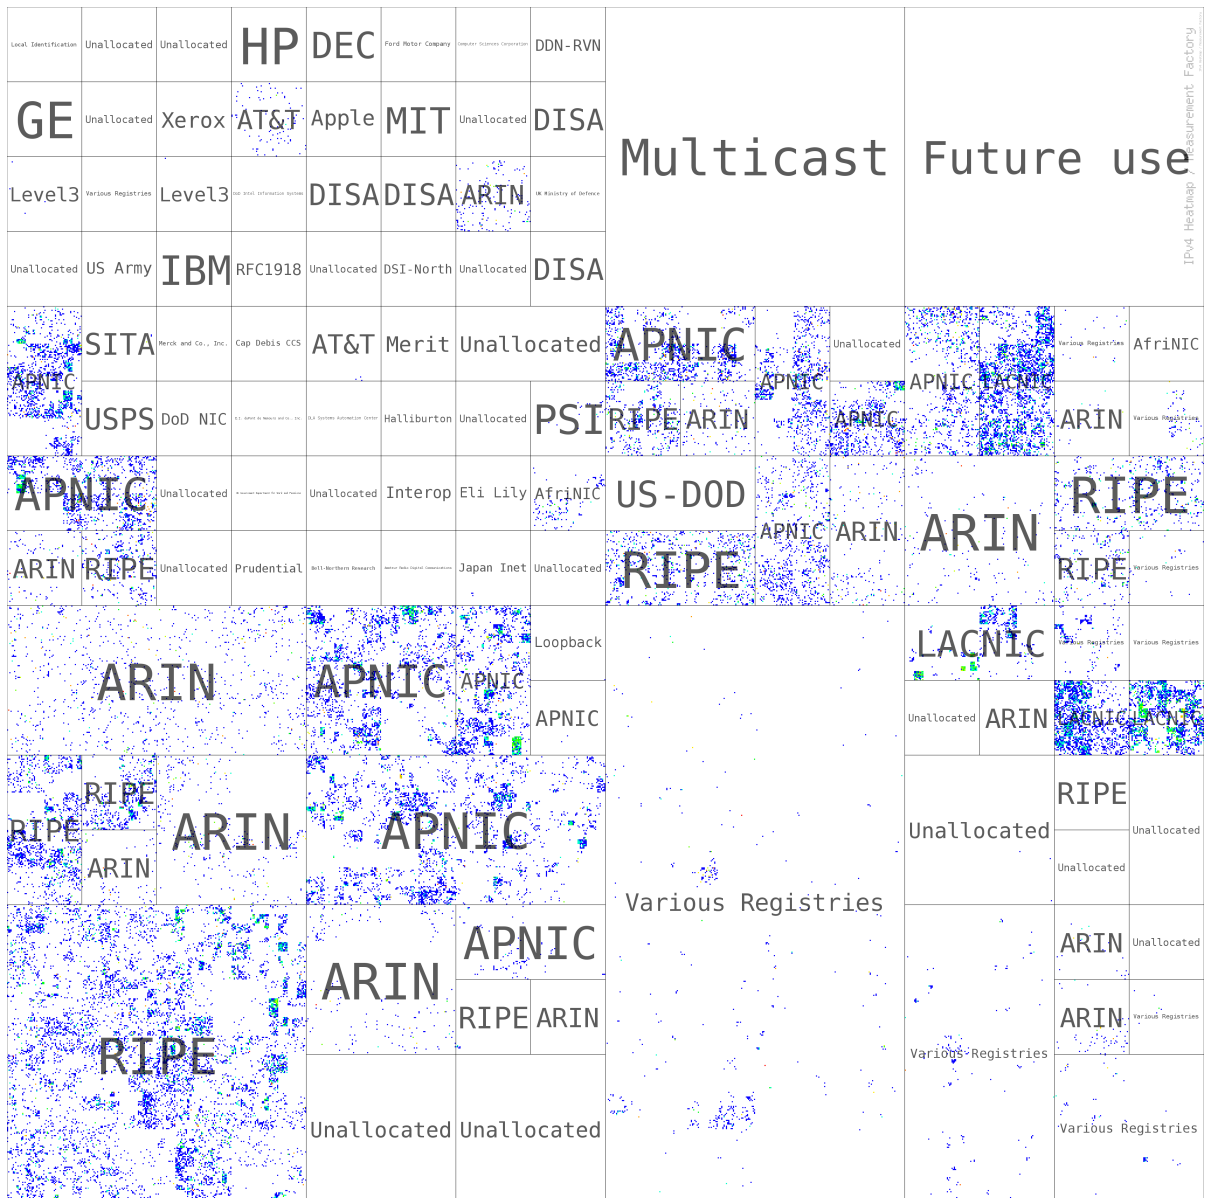 Local Identification
Unallocated
Unallocated
HP
DEC
Ford Motor Company
Computer Sciences Corporation
DDN-RVN
Multicast
Future use
IPv4 Heatmap / Measurement Factory
GE
Unallocated
Xerox
AT&T
Apple
MIT
Unallocated
DISA
Level3
Various Registries
Level3
DoD Intel Information Systems
DISA
DISA
ARIN
UK Ministry of Defence
Unallocated
US Army
IBM
RFC1918
Unallocated
DSI-North
Unallocated
DISA
APNIC
SITA
Merck and Co., Inc.
Cap Debis CCS
AT&T
Merit
Unallocated
APNIC
APNIC
Unallocated
APNIC
LACNIC
Various Registries
AfriNIC
USPS
DoD NIC
Halliburton
Unallocated
PSI
RIPE
ARIN
APNIC
ARIN
Various Registries
APNIC
Unallocated
Unallocated
Interop
Eli Lily
AfriNIC
US-DOD
APNIC
ARIN
ARIN
RIPE
ARIN
RIPE
Unallocated
Prudential
Bell-Northern Research
Amateur Radio Digital Communications
Japan Inet
Unallocated
RIPE
RIPE
Various Registries
ARIN
APNIC
APNIC
Loopback
APNIC
LACNIC
Various Registries
Various Registries
Unallocated
ARIN
LACNIC
LACNIC
RIPE
RIPE
ARIN
ARIN
APNIC
Various Registries
Unallocated
RIPE
Unallocated
Unallocated
RIPE
ARIN
APNIC
RIPE
ARIN
Unallocated
Unallocated
Various Registries
ARIN
Unallocated
ARIN
Various Registries
Various Registries